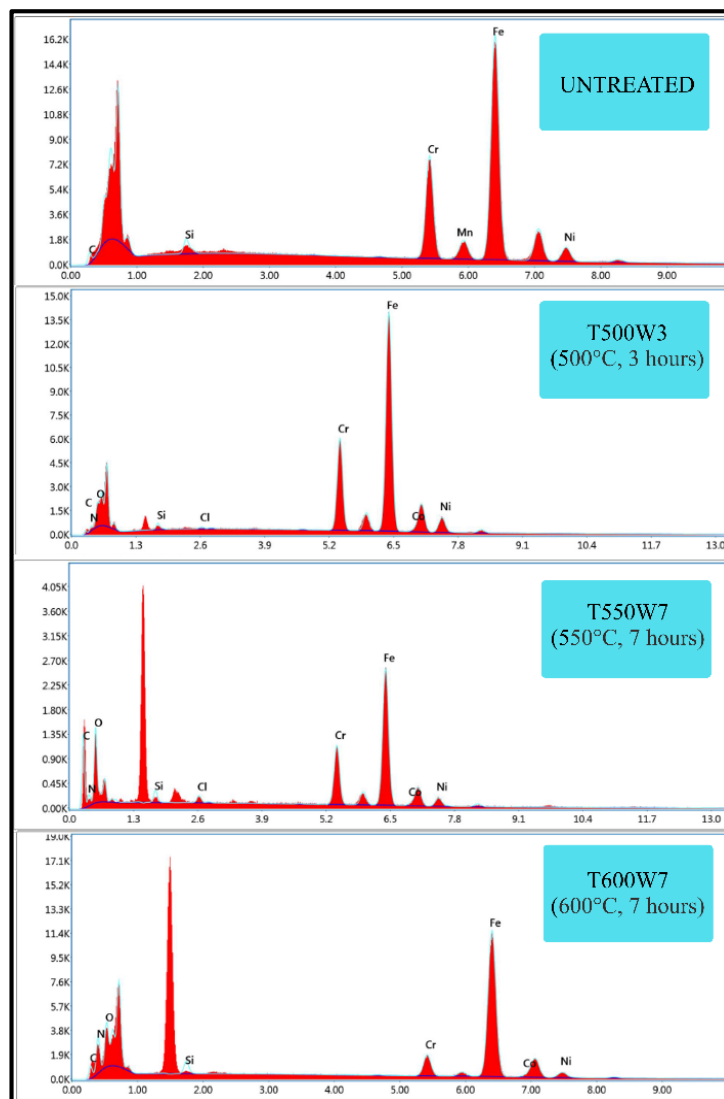 16.2K
Fe
14.4K
UNTREATED
12.6K
10.8K
9.0K
Cr
7.2K
5.4K
3.6K
Si
Mn
1.8K
C
Ni
0.0K
0.00 1.00 2.00 3.00 4.00 5.00 6.00 7.00 8.00 9.00
15.0K
Fe
13.5K
T500W3
(500°C, 3 hours)
12.0K
10.5K
9.0K
7.5K
Cr
6.0K
4.5K
3.0K
C
O
1.5K
N
Si
Cl
Co
Ni
0.0K
0.0 1.3 2.6 3.9 5.2 6.5 7.8 9.1 10.4 11.7 13.0
4.05K
3.60K
T550W7
(550°C, 7 hours)
3.15K
2.70K
Fe
2.25K
1.80K
1.35K
C
O
Cr
0.90K
0.45K
N
Si
Cl
Co
Ni
0.00K
0.0 1.3 2.6 3.9 5.2 6.5 7.8 9.1 10.4 11.7 13.0
19.0K
17.1K
T600W7
(600°C, 7 hours)
15.2K
13.3K
Fe
11.4K
9.5K
7.6K
5.7K
O
3.8K
N
Cr
1.9K
C
Si
Co
Ni
0.0K
0.00 1.00 2.00 3.00 4.00 5.00 6.00 7.00 8.00 9.00